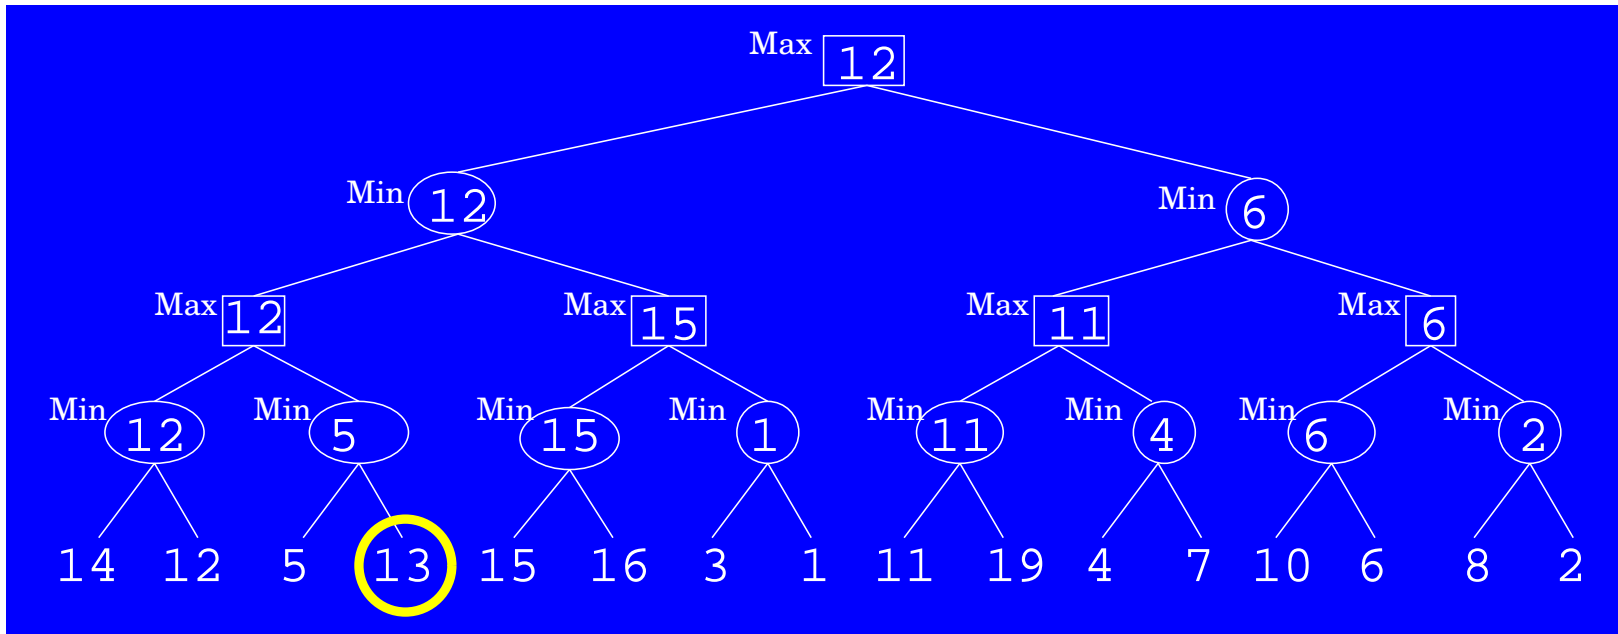 Max 12
Min 12 Min 6
Max 12 Max 15 Max 11 Max 6
Min 12 Min 5 Min 15 Min 1 Min 11 Min 4 Min 6 Min 2
14 12 5 13 15 16 3 1 11 19 4 7 10 6 8 2